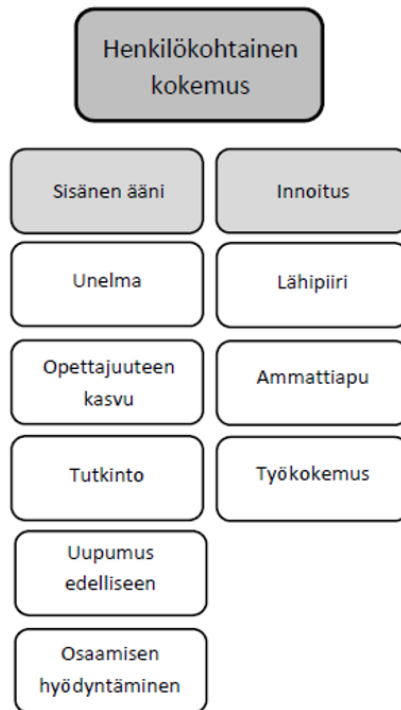 Henkilökohtainen
kokemus
Sisänen ääni
Innoitus
Unelma
Lähipiiri
Opettajuuteen
kasvu
Ammattiapu
Tutkinto
Työkokemus
Uupumus
edelliseen
Osaamisen
hyödyntäminen